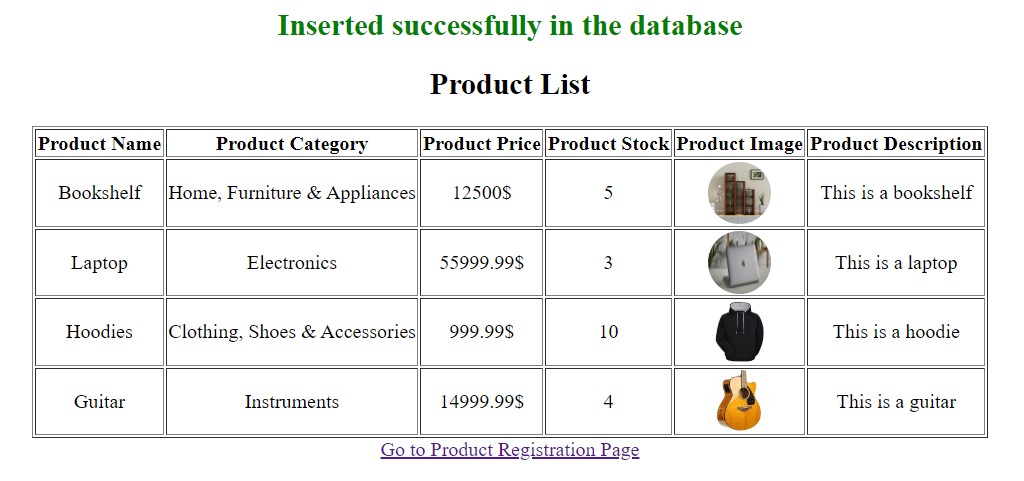 Inserted successfully in the database
Product List
Product Name Product Category Product Price Product Stock Product Image Product Description
Bookshelf Home, Furniture & Appliances 12500$ 5 This is a bookshelf
Laptop Electronics 55999.99$ 3 This is a laptop
Hoodies Clothing, Shoes & Accessories 999.99$ 10 This is a hoodie
Guitar Instruments 14999.99$ 4 This is a guitar
Go to Product Registration Page